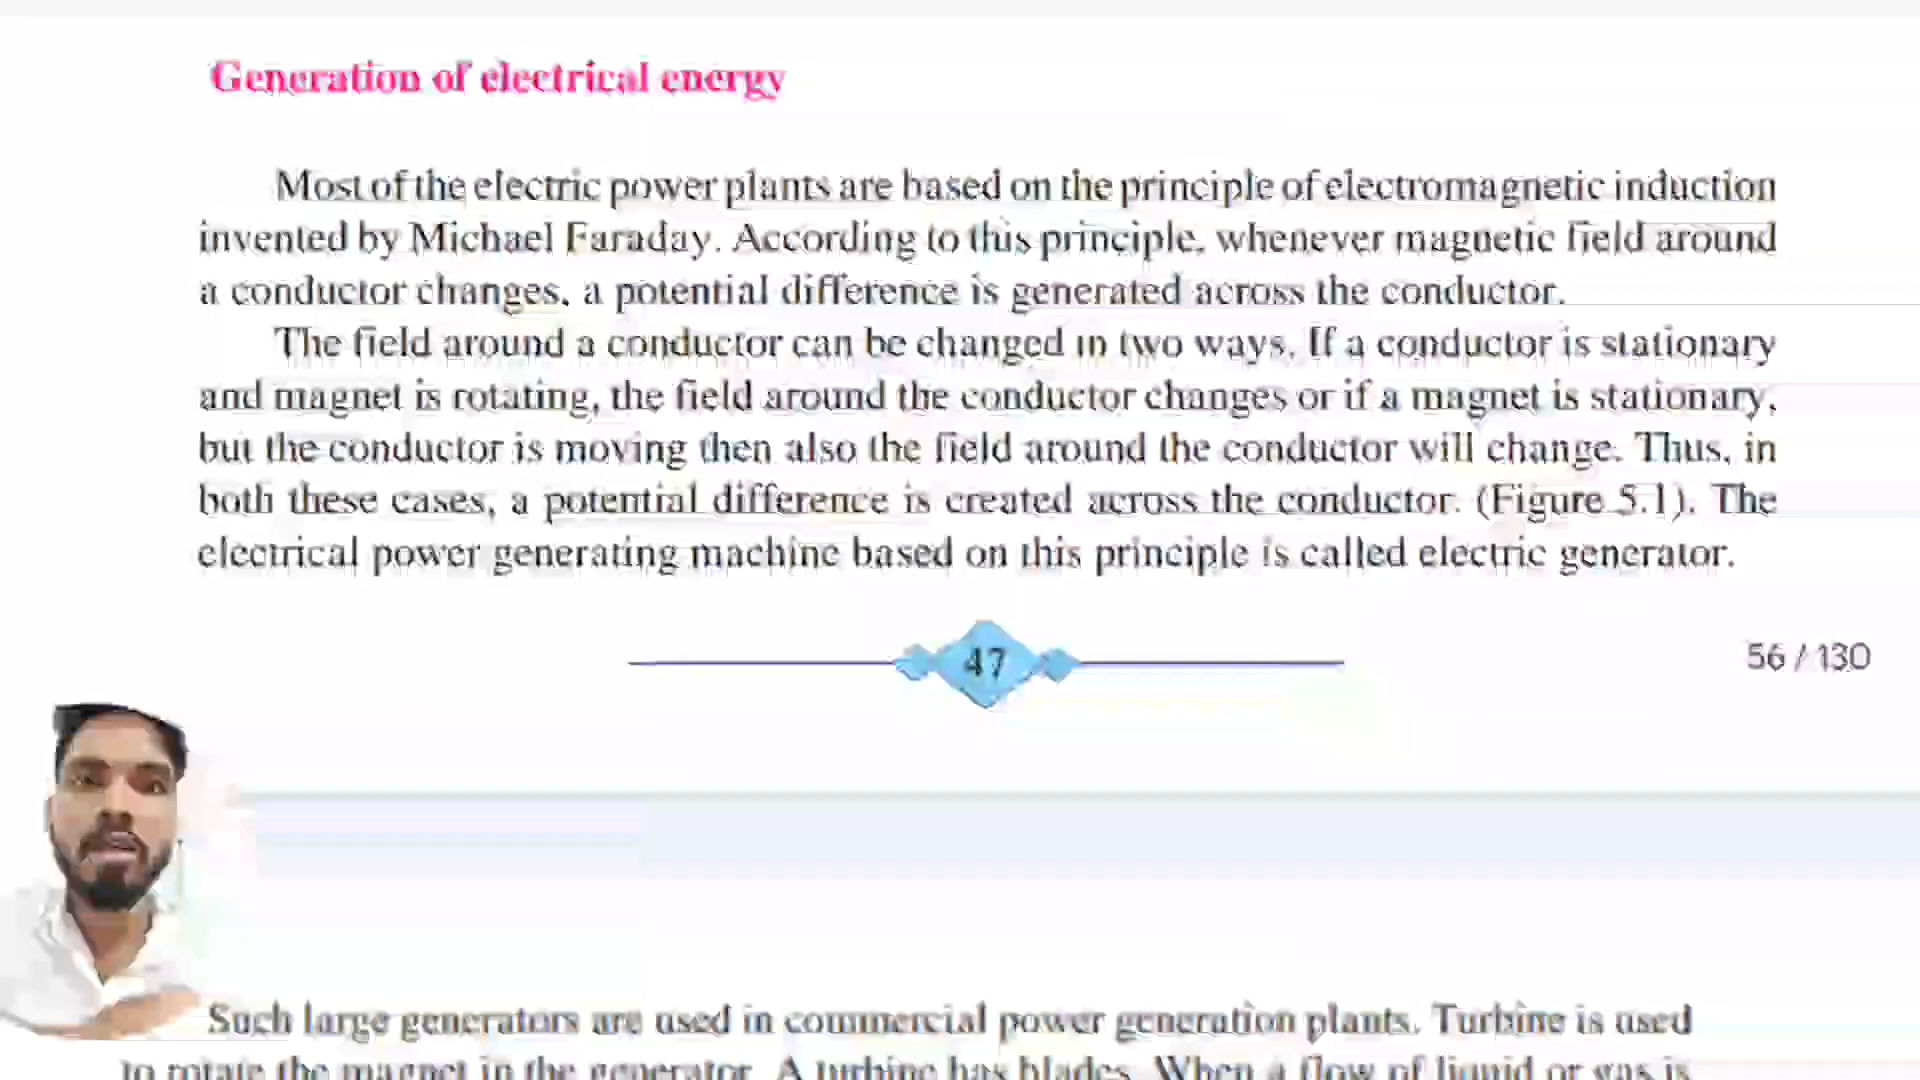 Generation of electrical energy
Most of the electric power plants are based on the principle of electromagnetic induction
invented by Michael Faraday. According to this principle, whenever magnetic field around
a conductor changes, a potential difference is generated across the conductor.
The field around a conductor can be changed in two ways. If a conductor is stationary
and magnet is rotating, the field around the conductor changes or if a magnet is stationary,
but the conductor is moving then also the field around the conductor will change. Thus, in
both these cases, a potential difference is created across the conductor. (Figure 5.1). The
electrical power generating machine based on this principle is called electric generator.
47
56 / 130
Such large generators are used in commercial power generation plants. Turbine is used
to rotate the magnet in the generator. A turbine has blades. When a flow of liquid or gas is